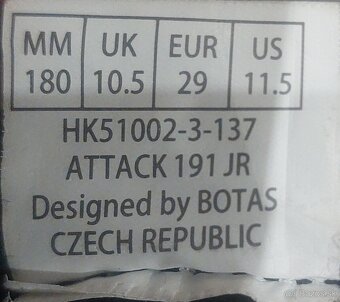 MM UK EUR US
180 10.5 29 11.5
HK51002-3-137
ATTACK 191 JR
Designed by BOTAS
CZECH REPUBLIC